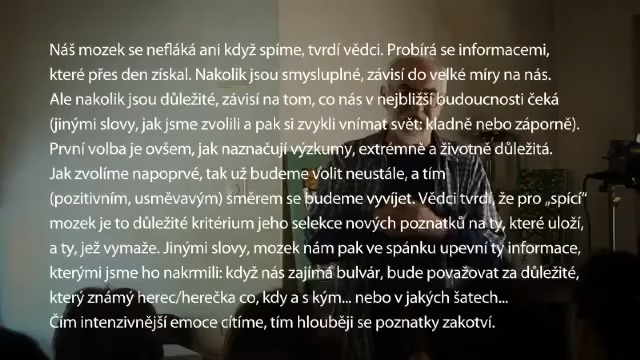 Náš mozek se nefláká ani když spíme, tvrdí vědci. Probírá se informacemi,
které přes den získal. Nakolik jsou smysluplné, závisí do velké míry na nás.
Ale nakolik jsou důležité, závisí na tom, co nás v nejbližší budoucnosti čeká
(jinými slovy, jak jsme zvolili a pak si zvykli vnímat svět: kladně nebo záporně).
První volba je ovšem, jak naznačují výzkumy, extrémně a životně důležitá.
Jak zvolíme napoprvé, tak už budeme volit neustále, a tím
(pozitivním, usměvavým) směrem se budeme vyvíjet. Vědci tvrdí, že pro „spící“
mozek je to důležité kritérium jeho selekce nových poznatků na ty, které uloží,
a ty, jež vymaže. Jinými slovy, mozek nám pak ve spánku upevní ty informace,
kterými jsme ho nakrmili: když nás zajímá bulvár, bude považovat za důležité,
který známý herec/herečka co, kdy a s kým... nebo v jakých šatech...
Čím intenzivnější emoce cítíme, tím hlouběji se poznatky zakotví.